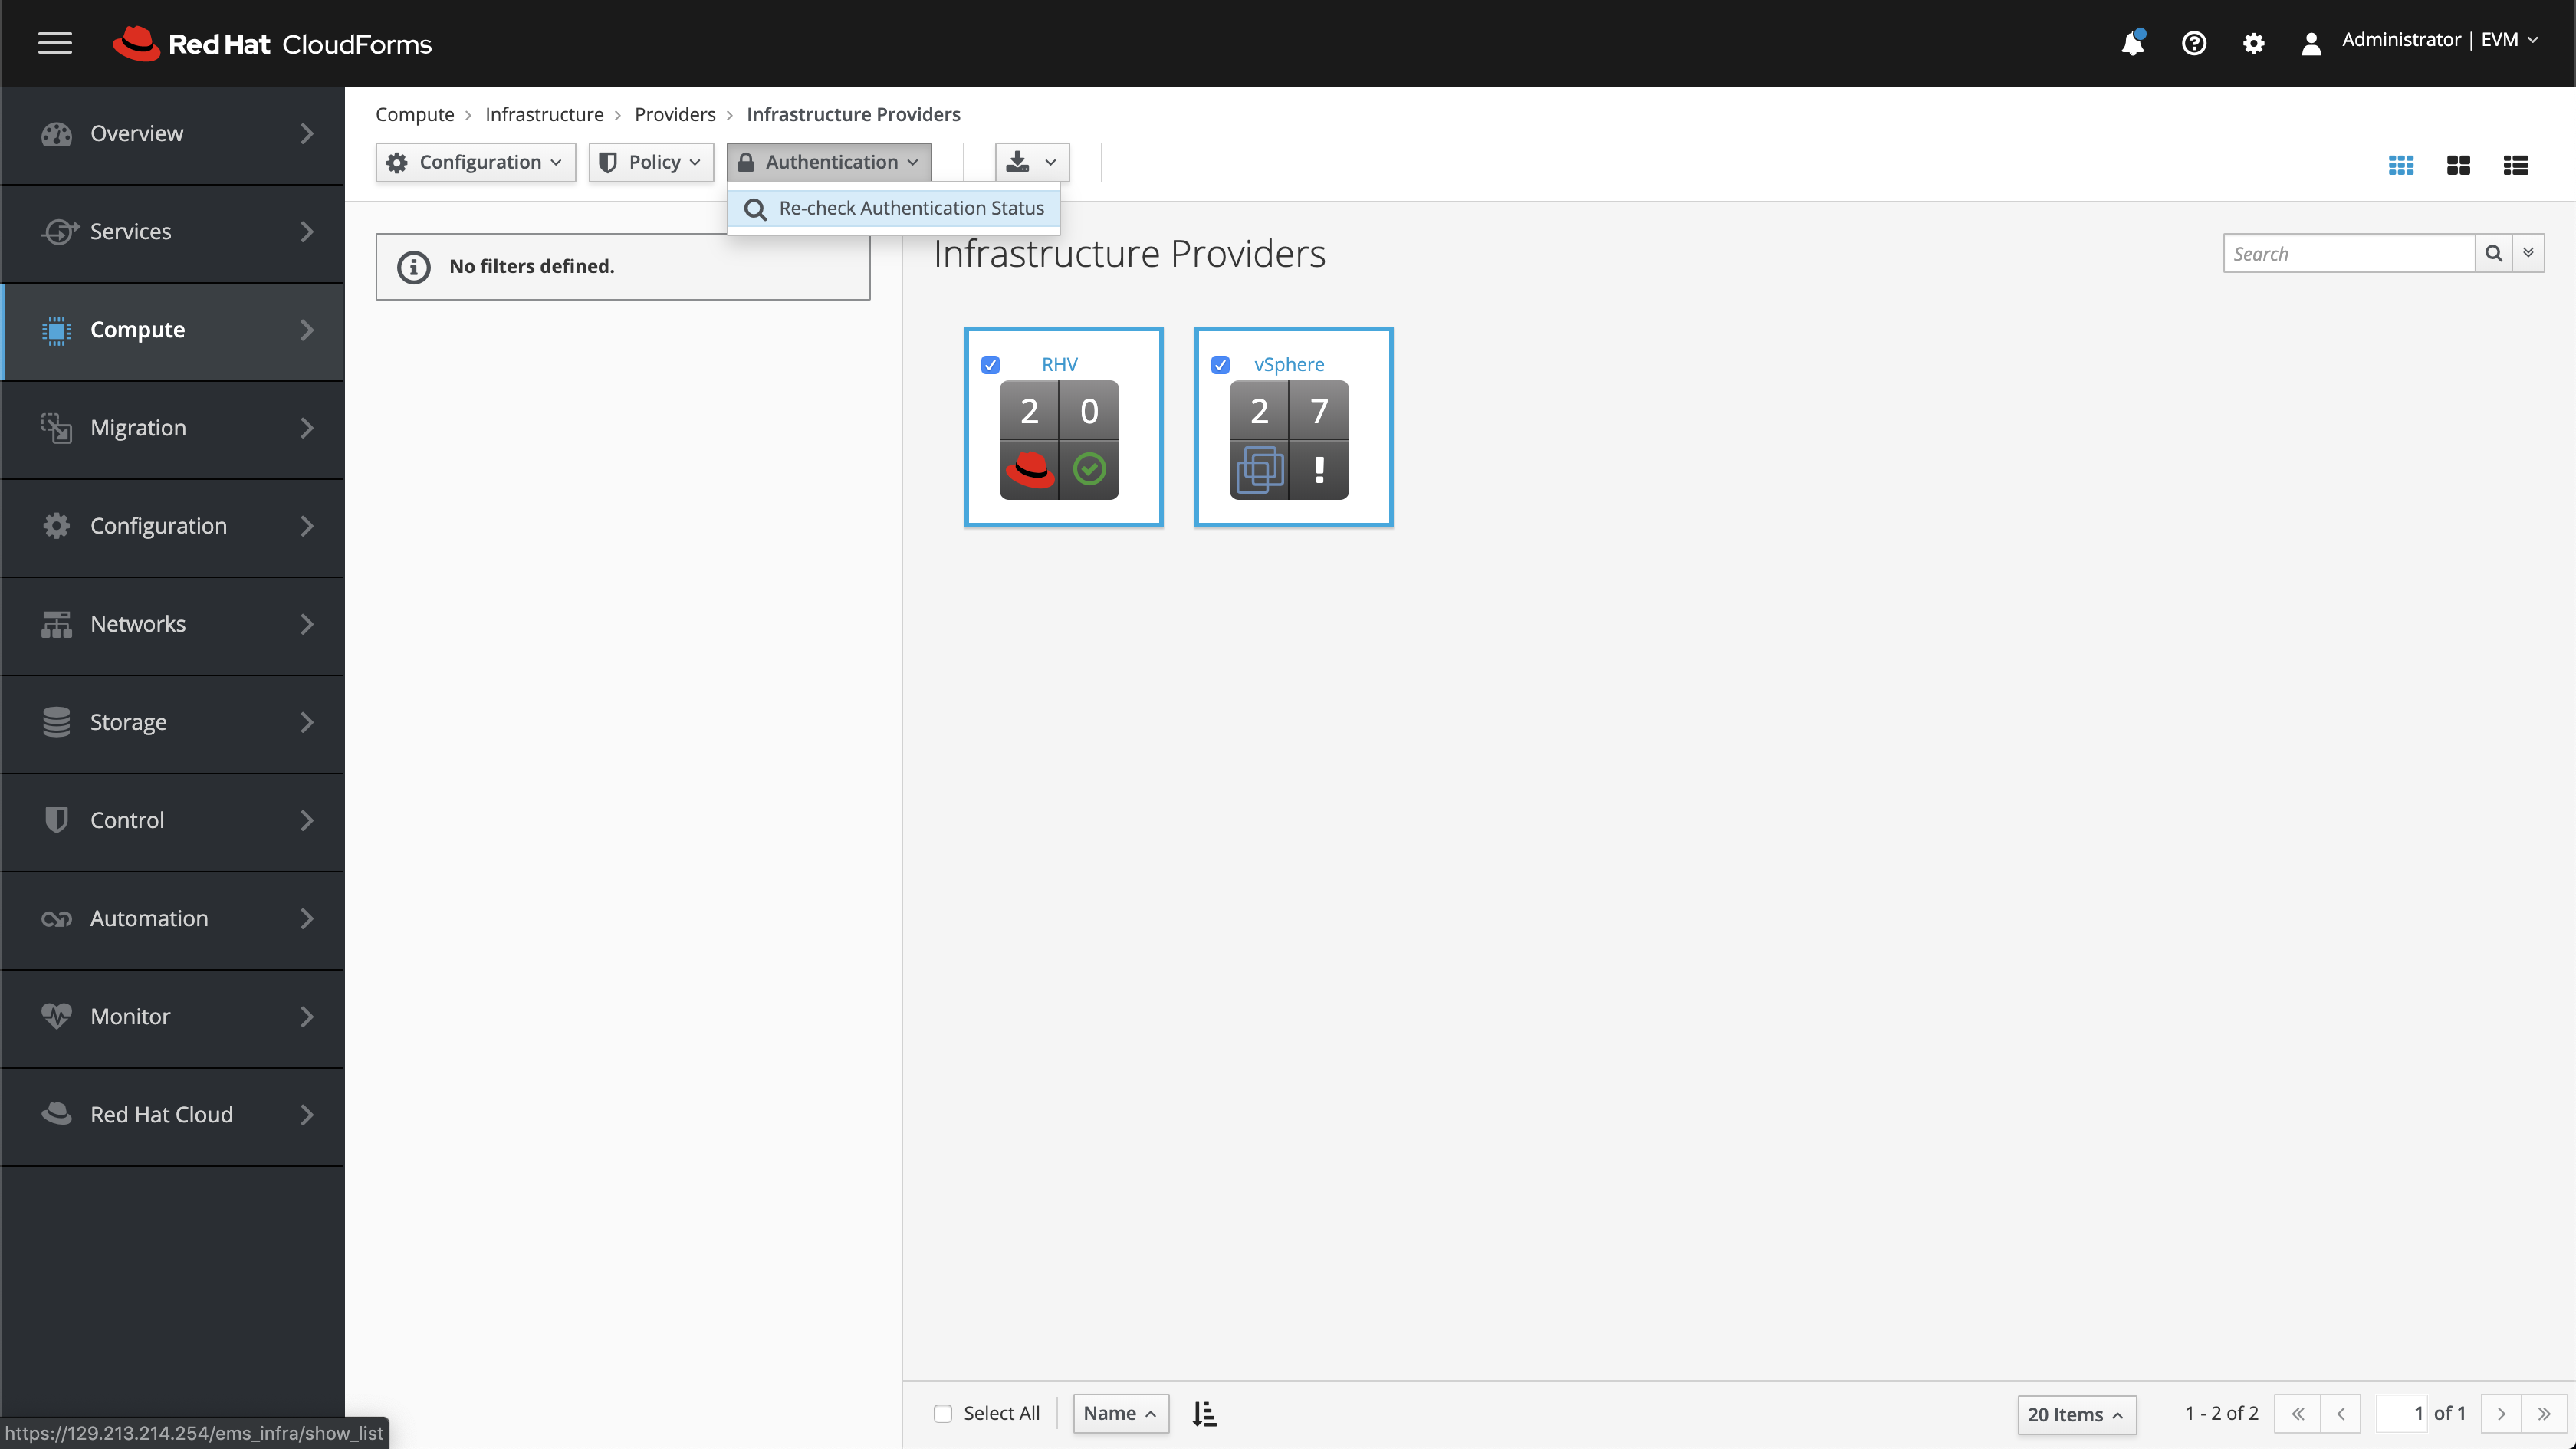 Red Hat CloudForms
Administrator | EVM
Overview
Services
Compute
Migration
Configuration
Networks
Storage
Control
Automation
Monitor
Red Hat Cloud
Compute > Infrastructure > Providers > Infrastructure Providers
Configuration
Policy
Authentication
Re-check Authentication Status
No filters defined.
Infrastructure Providers
Search
RHV
2 0
vSphere
2 7
!
Select All
Name
20 Items
1 - 2 of 2
1 of 1
https://129.213.214.254/ems_infra/show_list